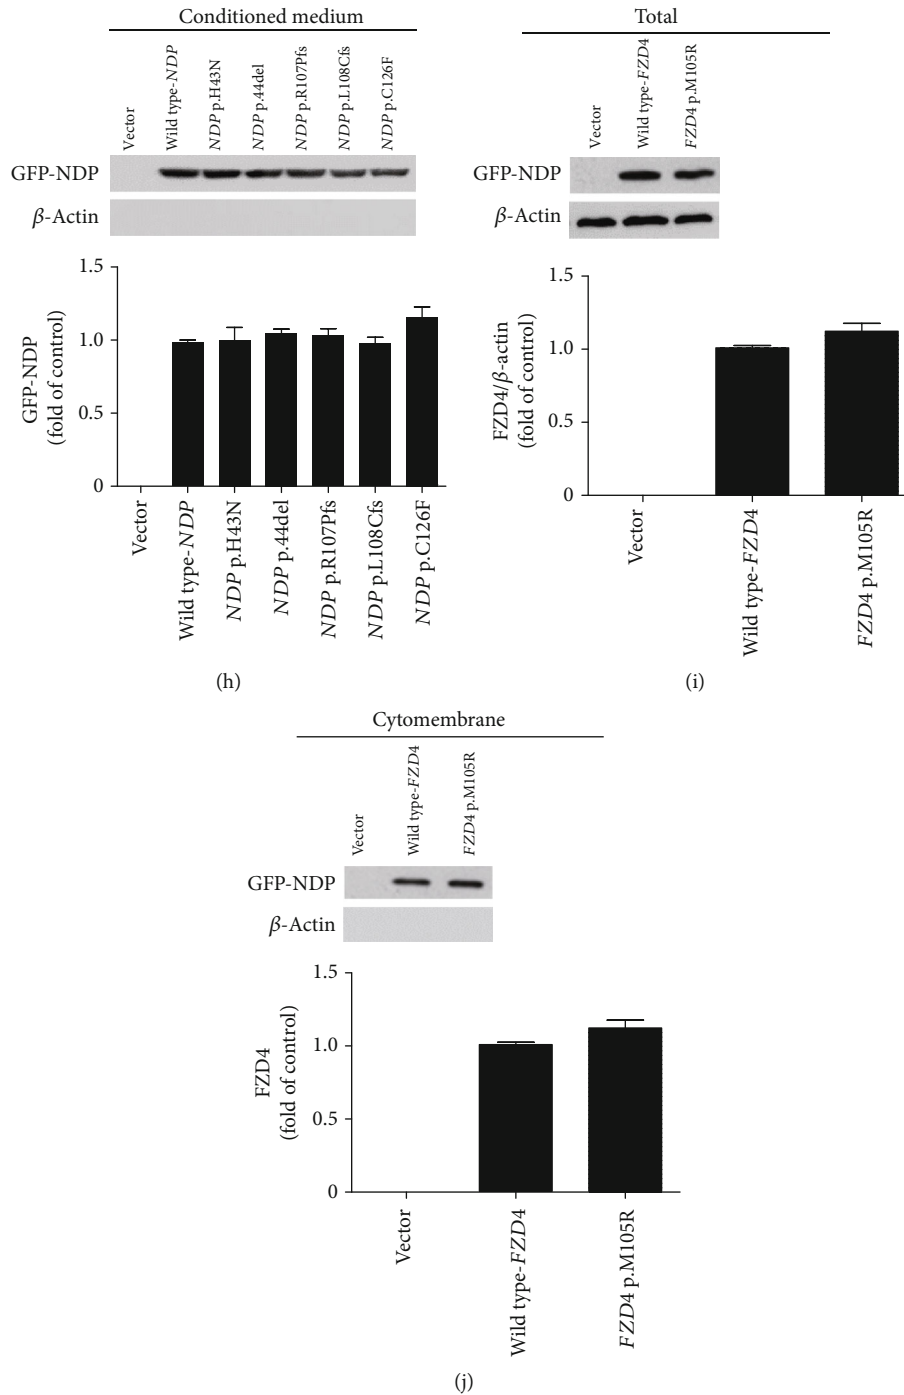 Conditioned medium
Vector
Wild type-NDP
NDP p.H43N
NDP p.44del
NDP p.R107Pfs
NDP p.L108Cfs
NDP p.C126F
GFP-NDP
β-Actin
1.5
1.0
0.5
0
GFP-NDP
(fold of control)
Vector
Wild type-NDP
NDP p.H43N
NDP p.44del
NDP p.R107Pfs
NDP p.L108Cfs
NDP p.C126F
(h)
Total
Vector
Wild type-FZD4
FZD4 p.M105R
GFP-NDP
β-Actin
1.5
1.0
0.5
0
FZD4/β-actin
(fold of control)
Vector
Wild type-FZD4
FZD4 p.M105R
(i)
Cytomembrane
Vector
Wild type-FZD4
FZD4 p.M105R
GFP-NDP
β-Actin
1.5
1.0
0.5
0
FZD4
(fold of control)
Vector
Wild type-FZD4
FZD4 p.M105R
(j)